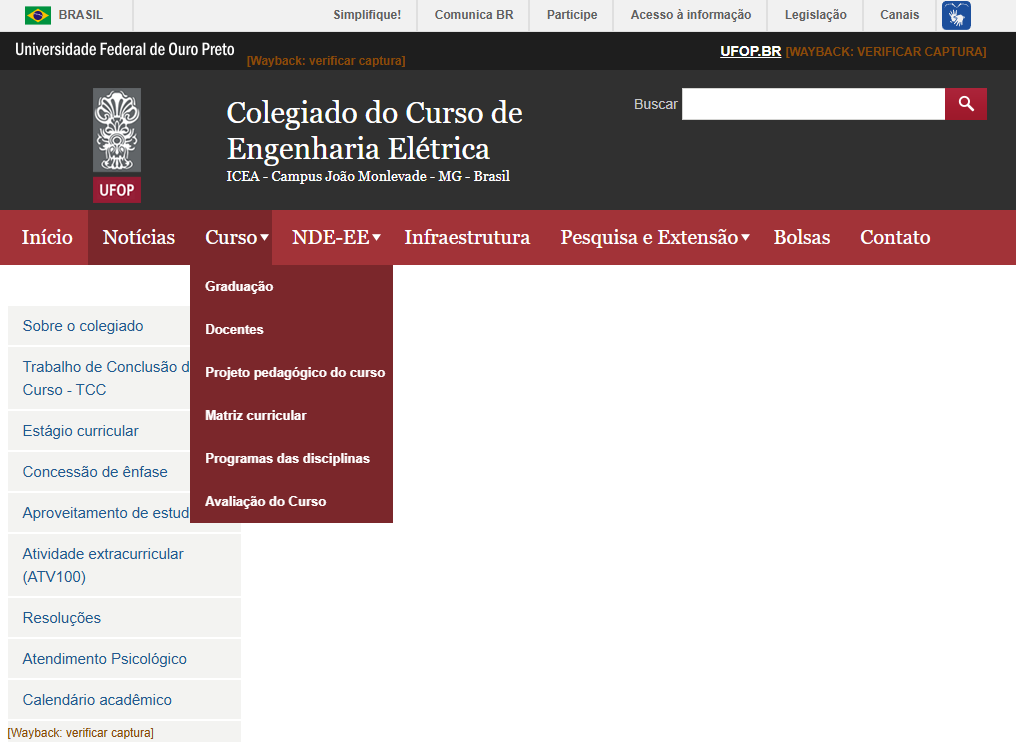 BRASIL Simplifique! Comunica BR Participe Acesso à informação Legislação Canais
Universidade Federal de Ouro Preto [Wayback: verificar captura] UFOP.BR [WAYBACK: VERIFICAR CAPTURA]
Colegiado do Curso de
Engenharia Elétrica
ICEA - Campus João Monlevade - MG - Brasil
Buscar
UFOP
Início Notícias Curso▾ NDE-EE▾ Infraestrutura Pesquisa e Extensão▾ Bolsas Contato
Graduação
Docentes
Projeto pedagógico do curso
Matriz curricular
Programas das disciplinas
Avaliação do Curso
Sobre o colegiado
Trabalho de Conclusão d
Curso - TCC
Estágio curricular
Concessão de ênfase
Aproveitamento de estud
Atividade extracurricular
(ATV100)
Resoluções
Atendimento Psicológico
Calendário acadêmico
[Wayback: verificar captura]